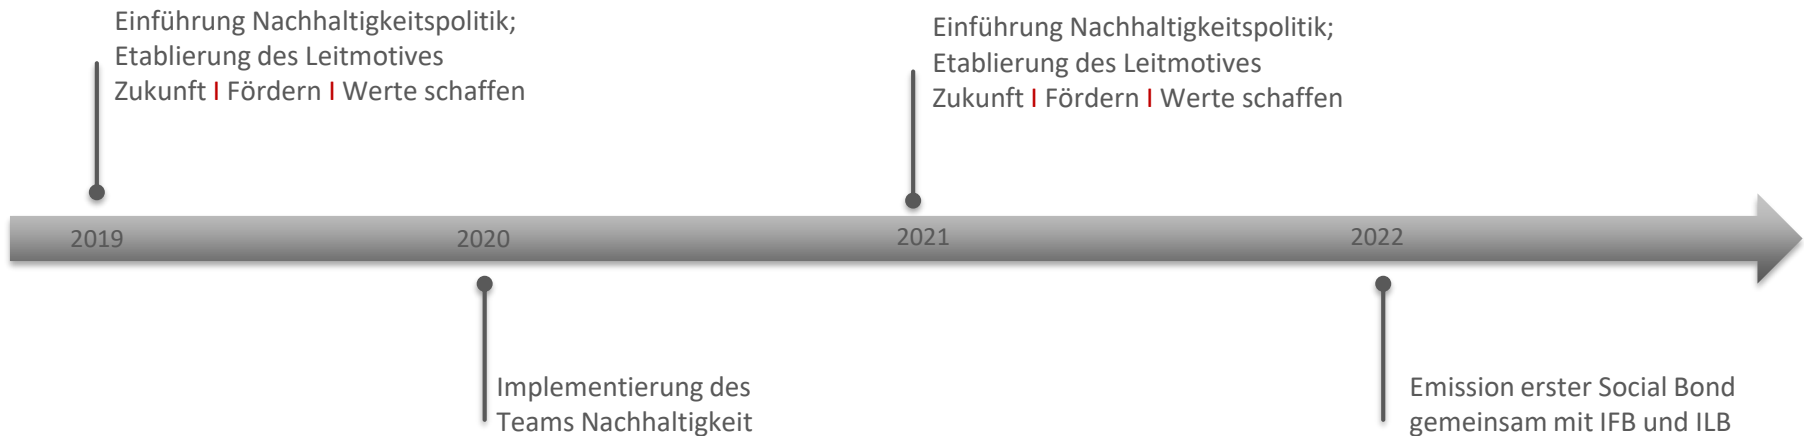 Einführung Nachhaltigkeitspolitik;
Etablierung des Leitmotives
Zukunft I Fördern I Werte schaffen
Einführung Nachhaltigkeitspolitik;
Etablierung des Leitmotives
Zukunft I Fördern I Werte schaffen
2019
2020
2021
2022
Implementierung des
Teams Nachhaltigkeit
Emission erster Social Bond
gemeinsam mit IFB und ILB